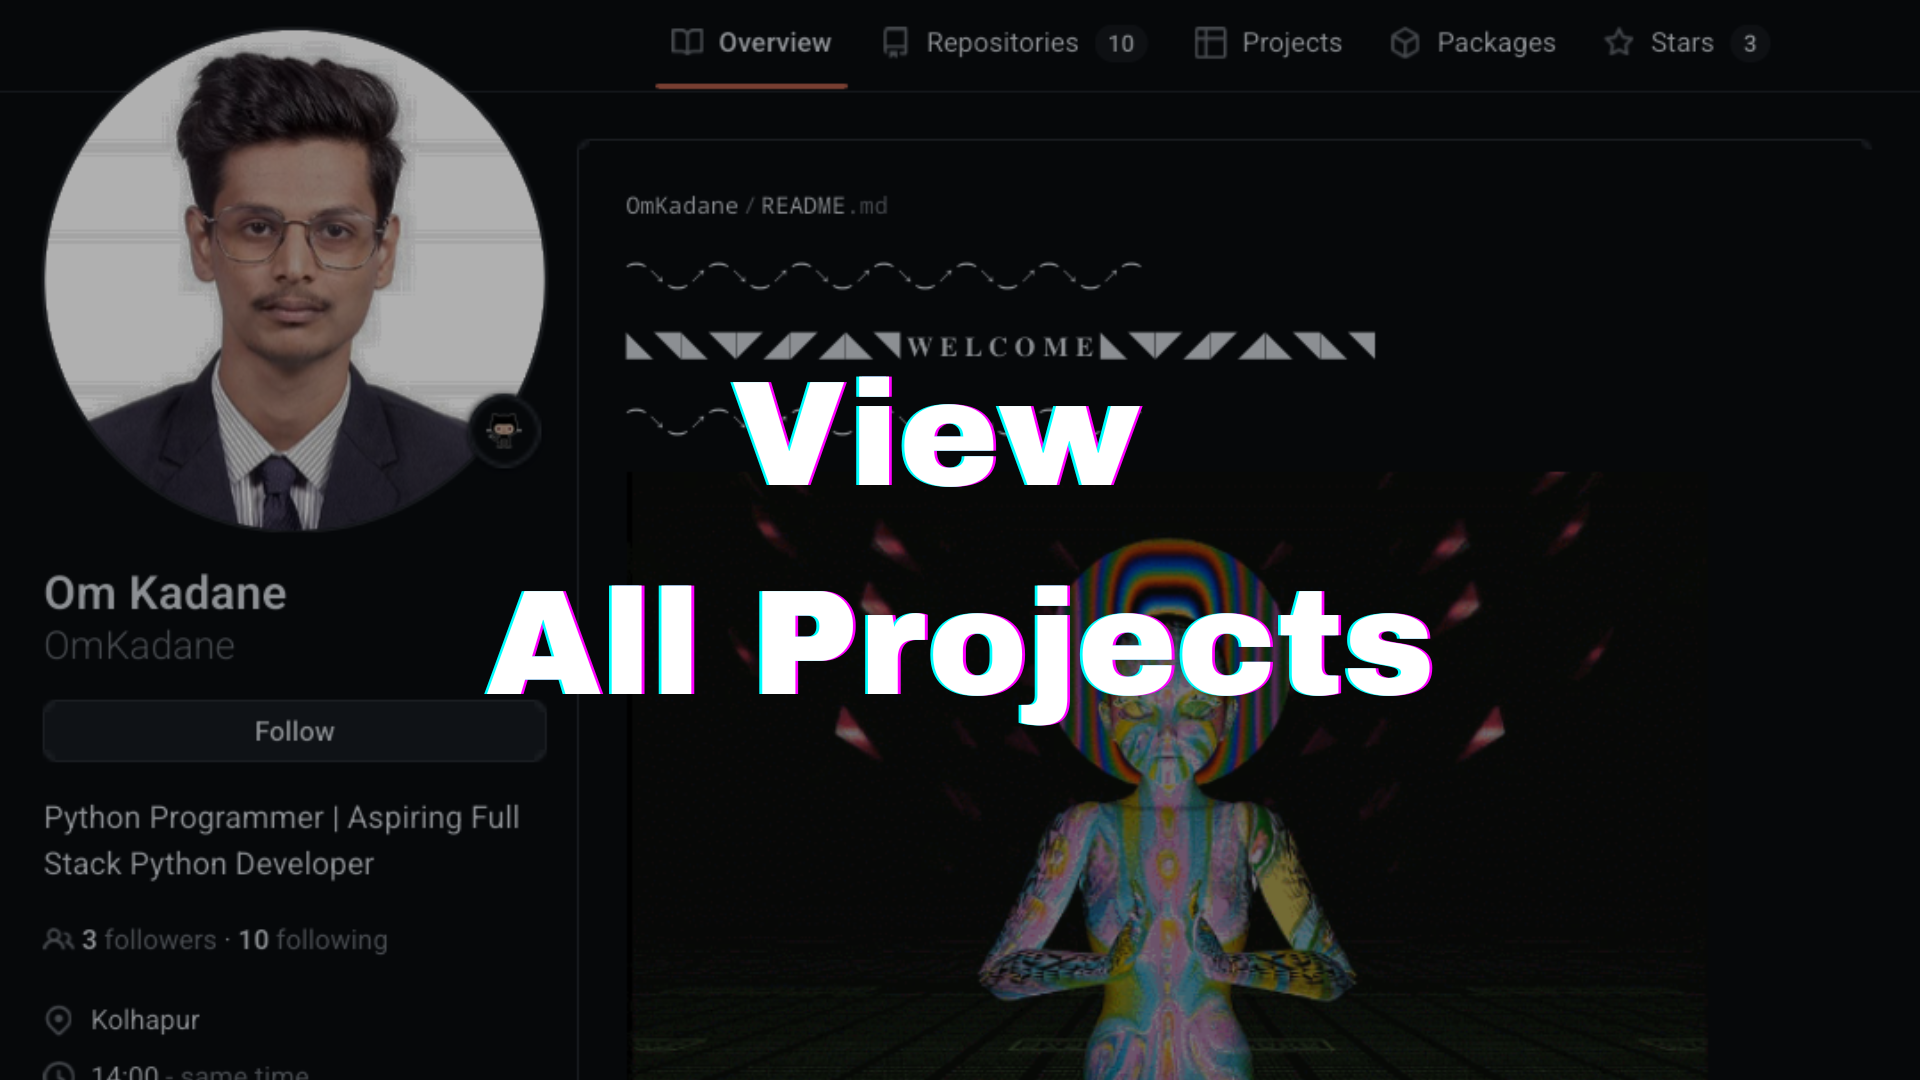 Overview
Repositories 10
Projects
Packages
Stars 3
OmKadane / README.md
WELCOME
View
All Projects
Om Kadane
OmKadane
Follow
Python Programmer | Aspiring Full
Stack Python Developer
3 followers · 10 following
Kolhapur
14:00 - same time